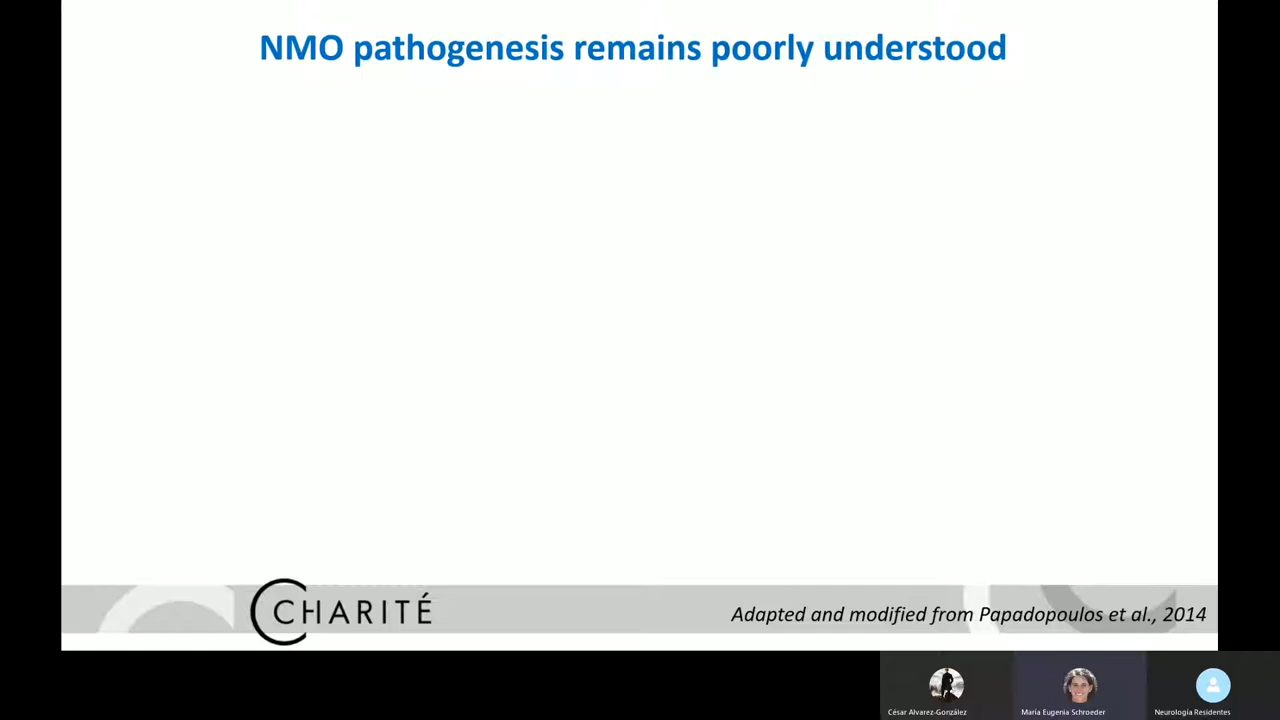 NMO pathogenesis remains poorly understood
CHARITÉ
Adapted and modified from Papadopoulos et al., 2014
César Alvarez-González
María Eugenia Schroeder
Neurología Residentes